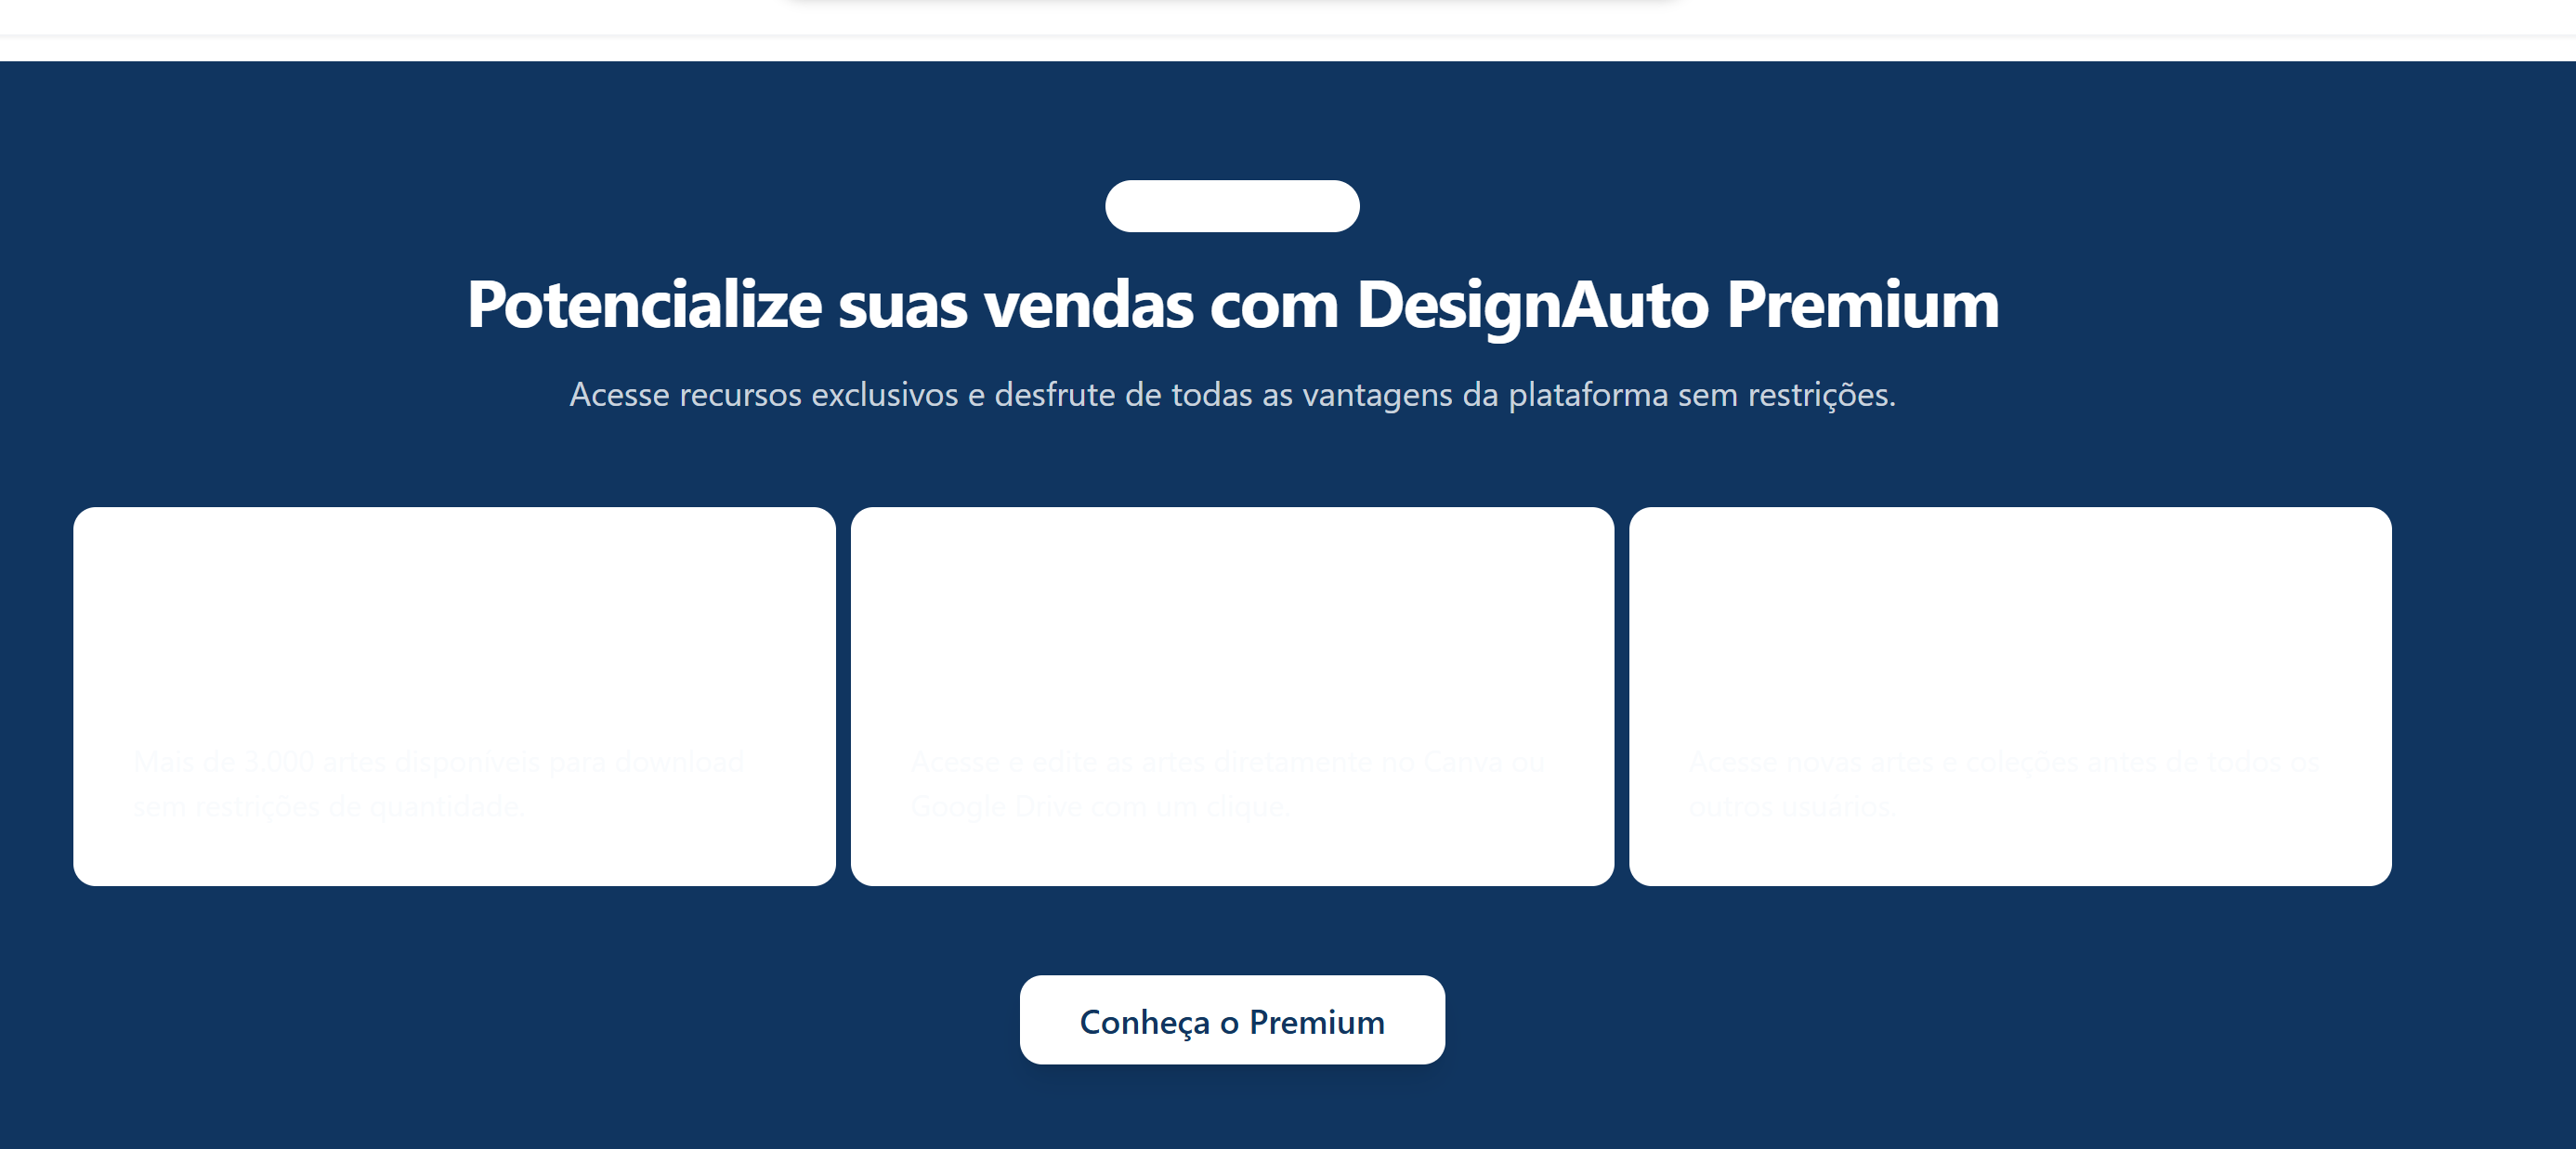 Potencialize suas vendas com DesignAuto Premium
Acesse recursos exclusivos e desfrute de todas as vantagens da plataforma sem restrições.
Mais de 3.000 artes disponíveis para download
sem restrições de quantidade.
Acesse e edite as artes diretamente no Canva ou
Google Drive com um clique.
Acesse novas artes e coleções antes de todos os
outros usuários.
Conheça o Premium